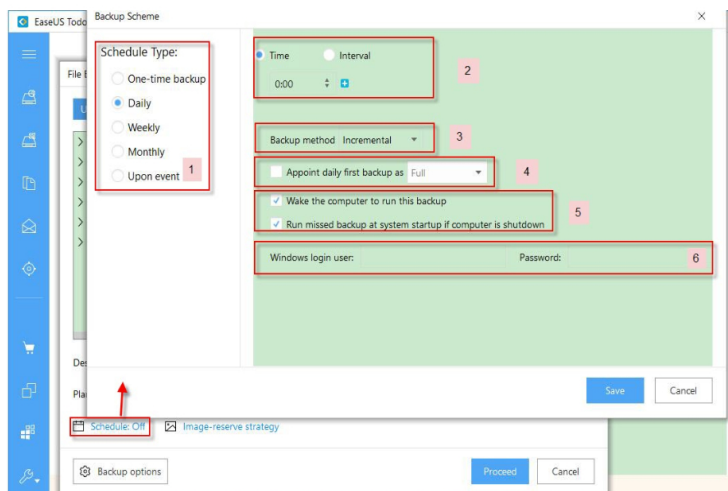 EaseUS Todo
Backup Scheme
Schedule Type:
One-time backup
Daily
Weekly
Monthly
Upon event
1
Time Interval
0:00
2
Backup method Incremental
3
Appoint daily first backup as Full
4
Wake the computer to run this backup
Run missed backup at system startup if computer is shutdown
5
Windows login user: Password:
6
Save Cancel
File B
U
Des
Plan
Schedule: Off Image-reserve strategy
Backup options Proceed Cancel